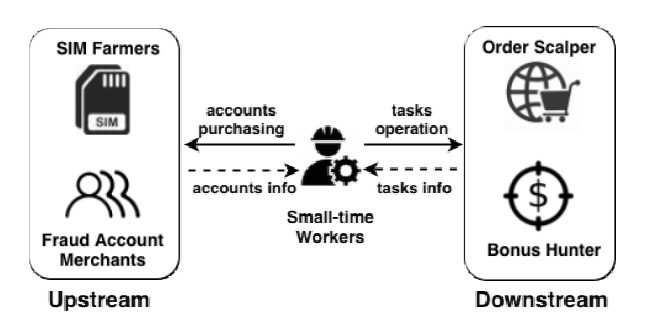 SIM Farmers
SIM
Fraud Account
Merchants
Upstream
accounts
purchasing
accounts info
tasks
operation
tasks info
Small-time
Workers
Order Scalper
$
Bonus Hunter
Downstream